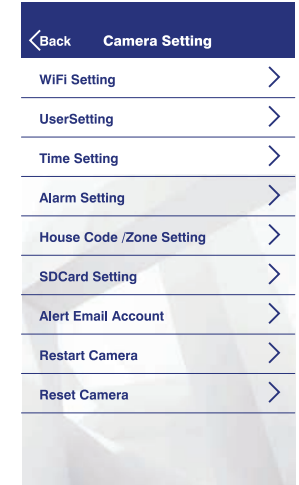 Back Camera Setting
WiFi Setting
UserSetting
Time Setting
Alarm Setting
House Code /Zone Setting
SDCard Setting
Alert Email Account
Restart Camera
Reset Camera